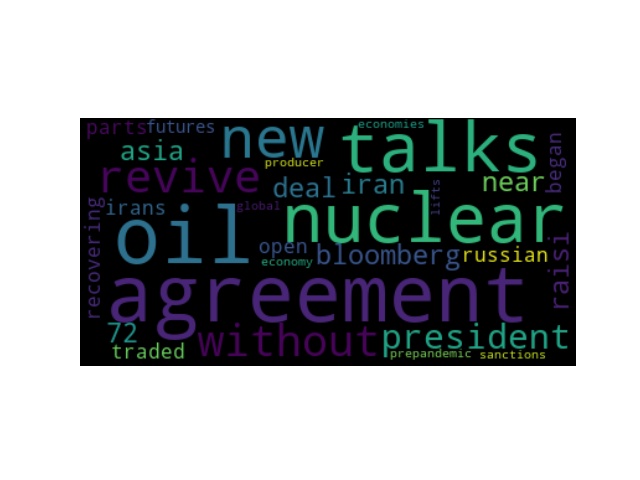 parts
futures
new
talks
economies
asia
producer
began
revive
deal
iran
near
lifts
irans
global
nuclear
recovering
oil
open
bloomberg
russian
economy
raisi
agreement
72
without
president
traded
prepandemic
sanctions